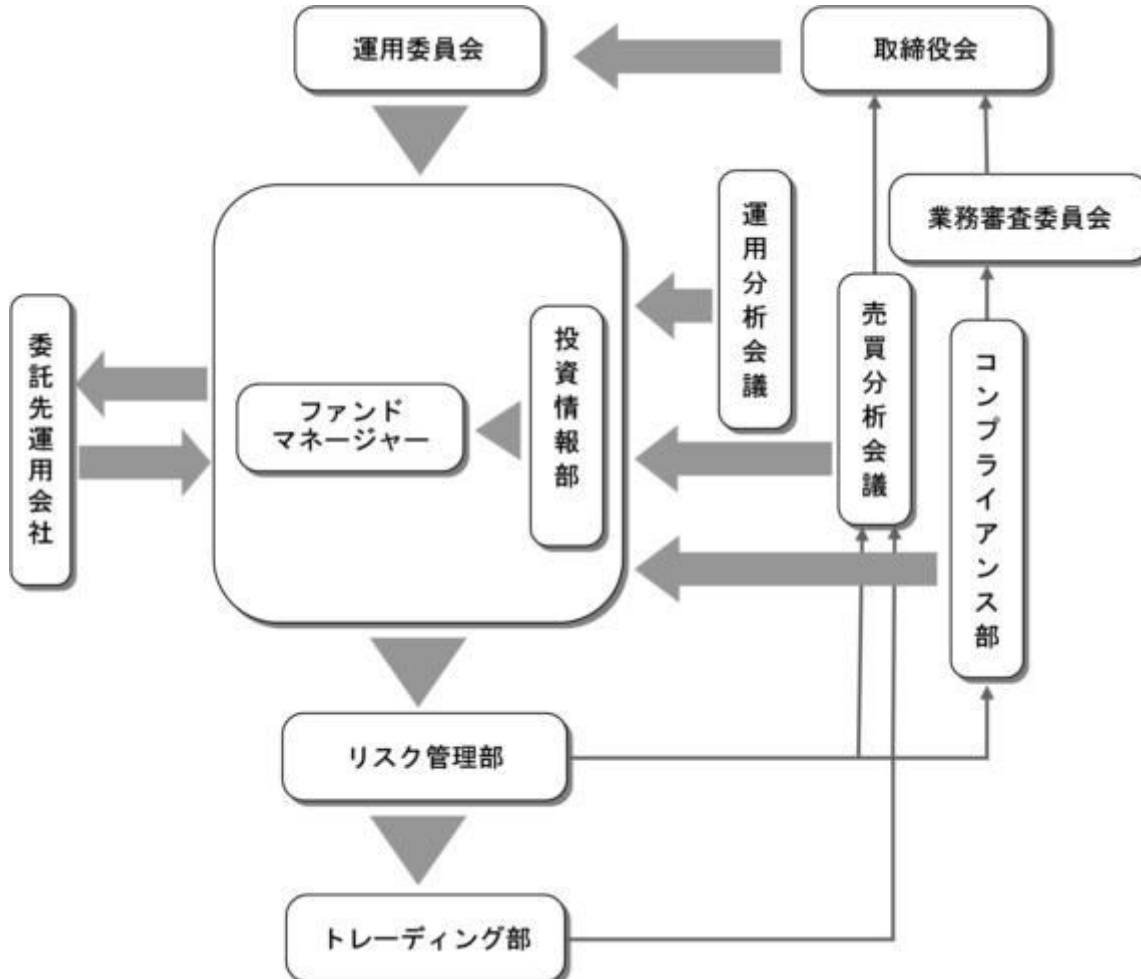 運用委員会
取締役会
業務審査委員会
運用分析会議
売買分析会議
コンプライアンス部
投資情報部
委託先運用会社
ファンド
マネージャー
リスク管理部
トレーディング部